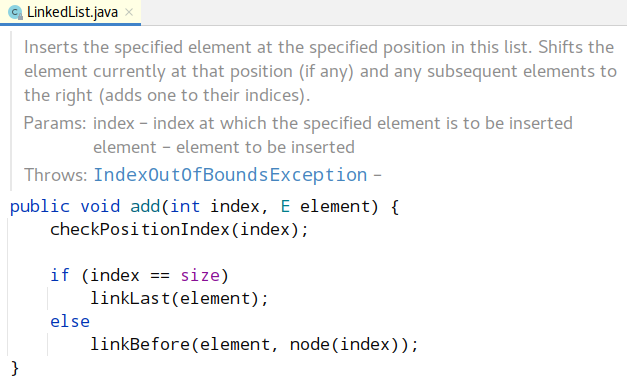 LinkedList.java
Inserts the specified element at the specified position in this list. Shifts the
element currently at that position (if any) and any subsequent elements to
the right (adds one to their indices).
Params: index – index at which the specified element is to be inserted
element – element to be inserted
Throws: IndexOutOfBoundsException –
public void add(int index, E element) {
    checkPositionIndex(index);

    if (index == size)
        linkLast(element);
    else
        linkBefore(element, node(index));
}